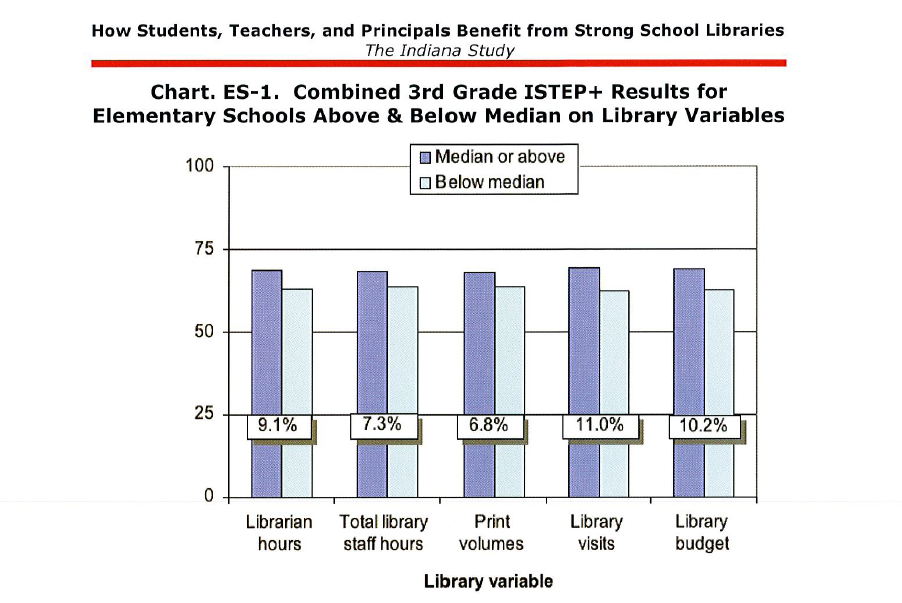 How Students, Teachers, and Principals Benefit from Strong School Libraries
The Indiana Study
Chart. ES-1. Combined 3rd Grade ISTEP+ Results for
Elementary Schools Above & Below Median on Library Variables
Median or above
Below median
100
75
50
25
0
9.1%
7.3%
6.8%
11.0%
10.2%
Librarian hours
Total library staff hours
Print volumes
Library visits
Library budget
Library variable